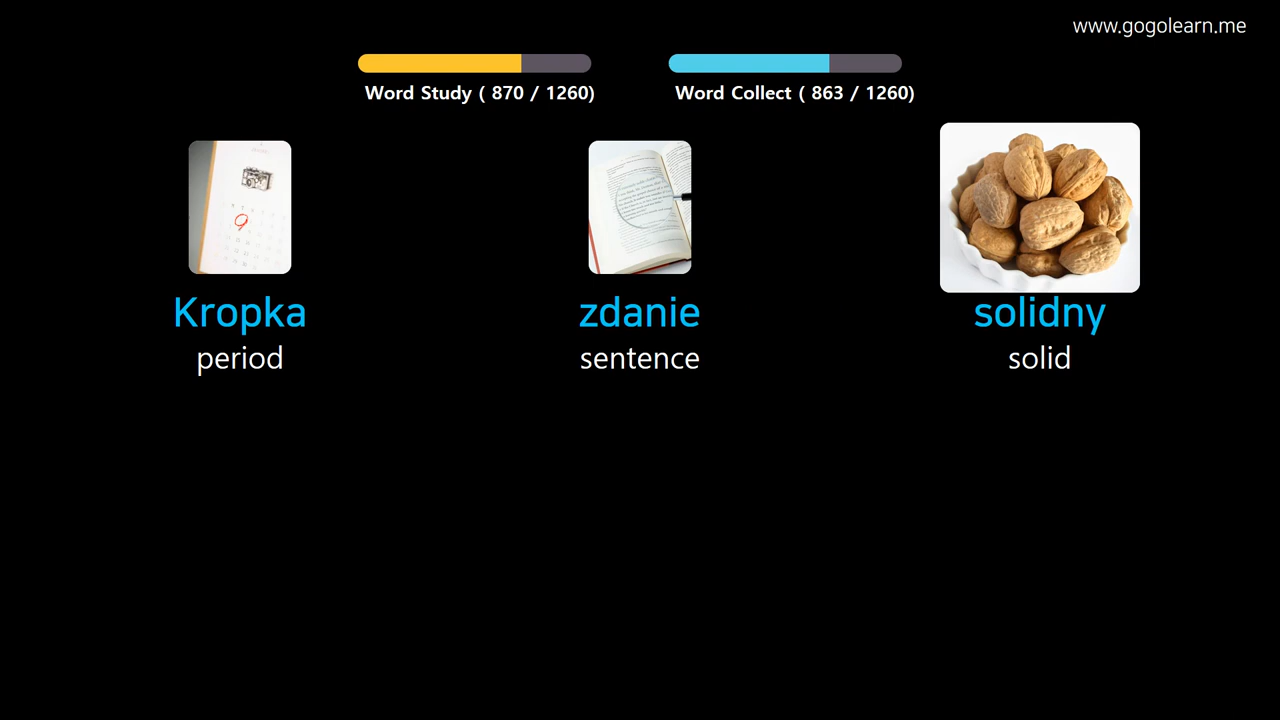 www.gogolearn.me
Word Study ( 870 / 1260)
Word Collect ( 863 / 1260)
Kropka
period
zdanie
sentence
solidny
solid